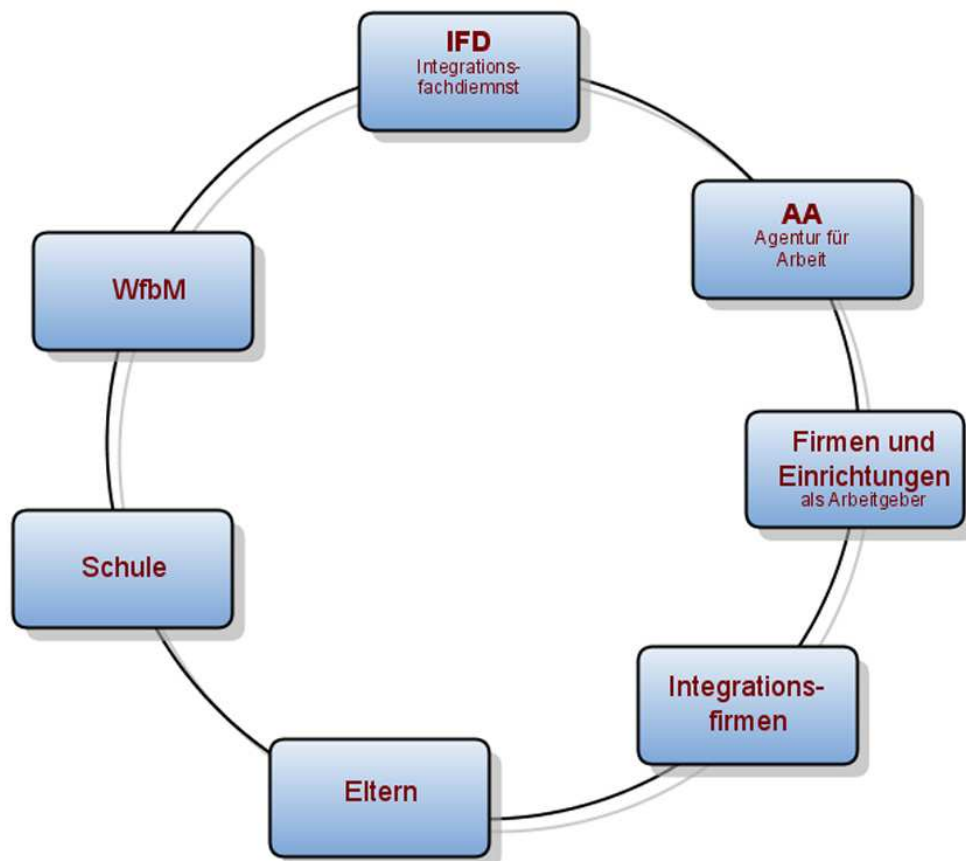 IFD
Integrations-
fachdiemnst
AA
Agentur für
Arbeit
WfbM
Firmen und
Einrichtungen
als Arbeitgeber
Schule
Integrations-
firmen
Eltern